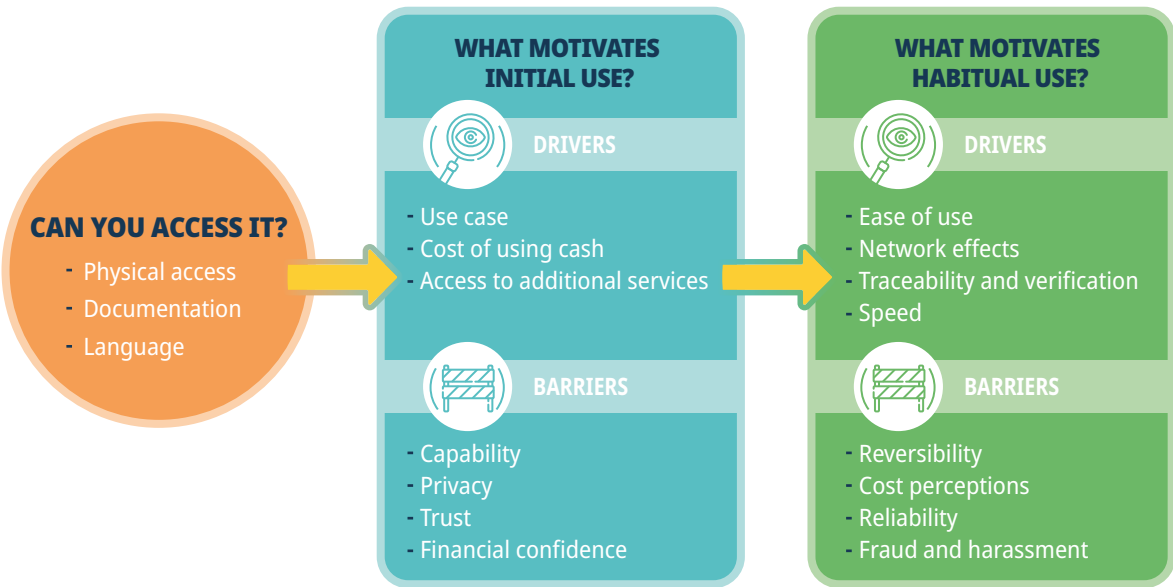 CAN YOU ACCESS IT?
- Physical access
- Documentation
- Language
WHAT MOTIVATES
INITIAL USE?
DRIVERS
- Use case
- Cost of using cash
- Access to additional services
BARRIERS
- Capability
- Privacy
- Trust
- Financial confidence
WHAT MOTIVATES
HABITUAL USE?
DRIVERS
- Ease of use
- Network effects
- Traceability and verification
- Speed
BARRIERS
- Reversibility
- Cost perceptions
- Reliability
- Fraud and harassment